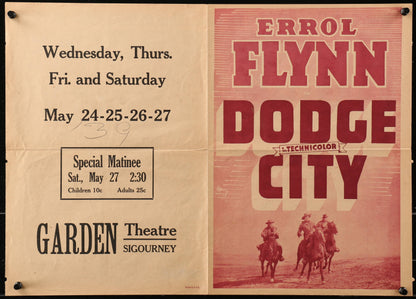 Wednesday, Thurs.
Fri. and Saturday
May 24-25-26-27
'39
Special Matinee
Sat., May 27 2:30
Children 10c Adults 25c
GARDEN Theatre
SIGOURNEY
ERROL
FLYNN
DODGE
IN TECHNICOLOR
CITY